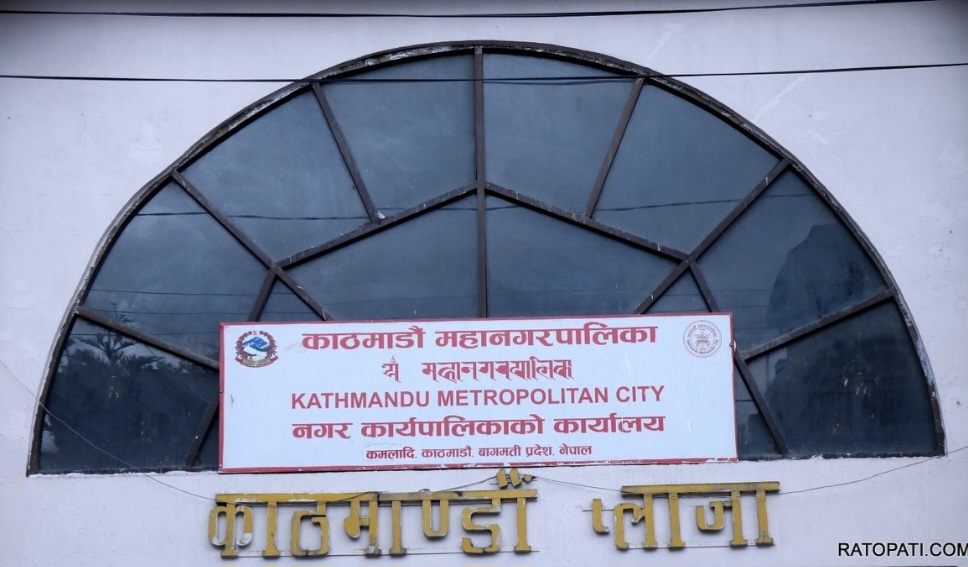 काठमाडौं महानगरपालिका
KATHMANDU METROPOLITAN CITY
नगर कार्यपालिकाको कार्यालय
कमलादि, काठमाडौं, बागमती प्रदेश, नेपाल
काठमाण्डौं प्लाजा
RATOPATI.COM